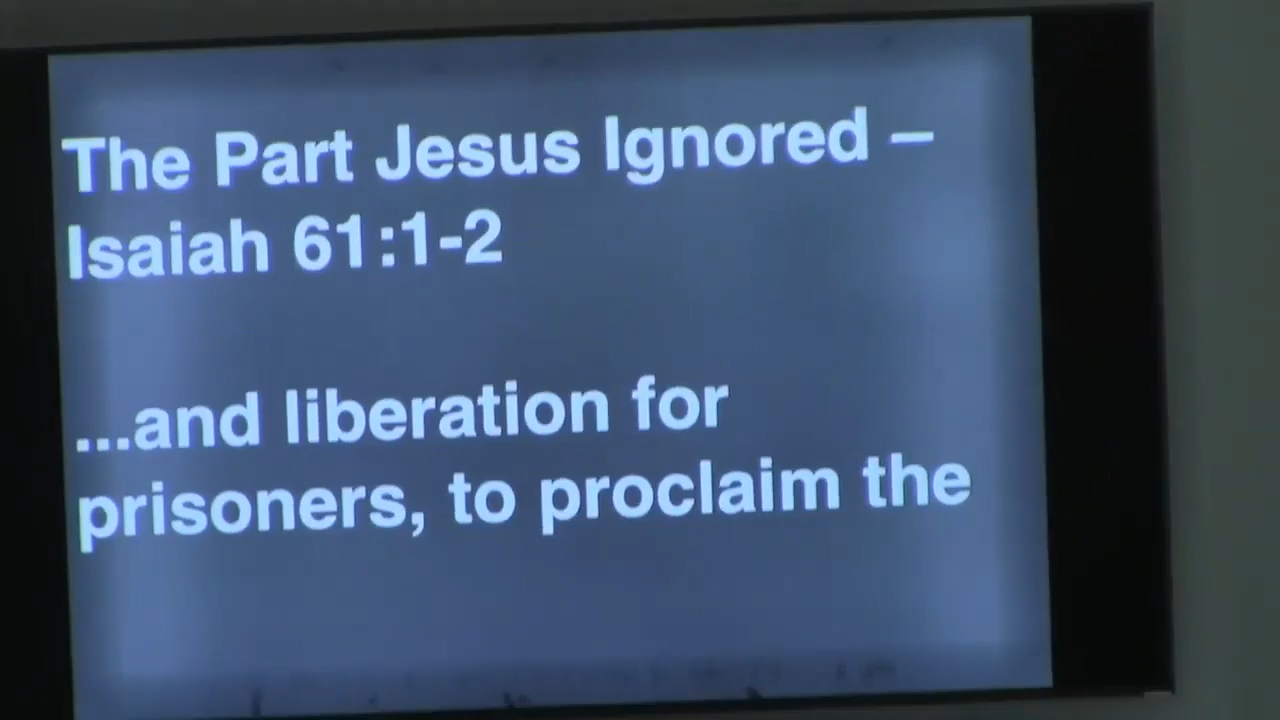 The Part Jesus Ignored –
Isaiah 61:1-2
...and liberation for
prisoners, to proclaim the